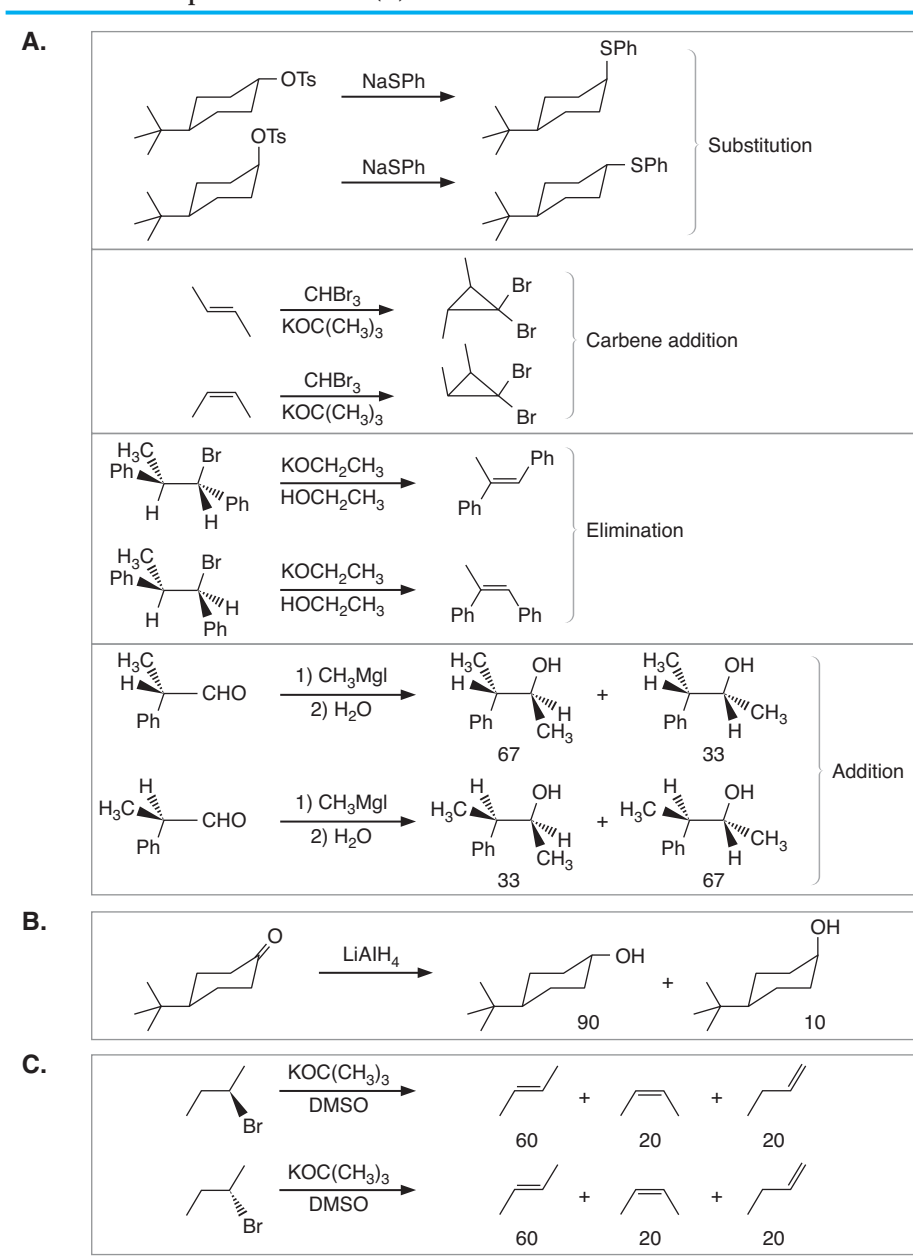 A.
OTs
NaSPh
SPh
OTs
NaSPh
SPh
Substitution
CHBr3
KOC(CH3)3
Br
Br
CHBr3
KOC(CH3)3
Br
Br
Carbene addition
H3C
Ph
Br
H
H
Ph
KOCH2CH3
HOCH2CH3
Ph
Ph
H3C
Ph
Br
H
H
Ph
KOCH2CH3
HOCH2CH3
Ph
Ph
Elimination
H3C
H
CHO
Ph
1) CH3MgI
2) H2O
H3C
H
OH
Ph
H
CH3
67
+
H3C
H
OH
Ph
H
CH3
33
H
H3C
CHO
Ph
1) CH3MgI
2) H2O
H
H3C
OH
Ph
H
CH3
33
+
H
H3C
OH
Ph
H
CH3
67
Addition
B.
O
LiAlH4
OH
90
+
OH
10
C.
Br
KOC(CH3)3
DMSO
+
+
60
20
20
Br
KOC(CH3)3
DMSO
+
+
60
20
20